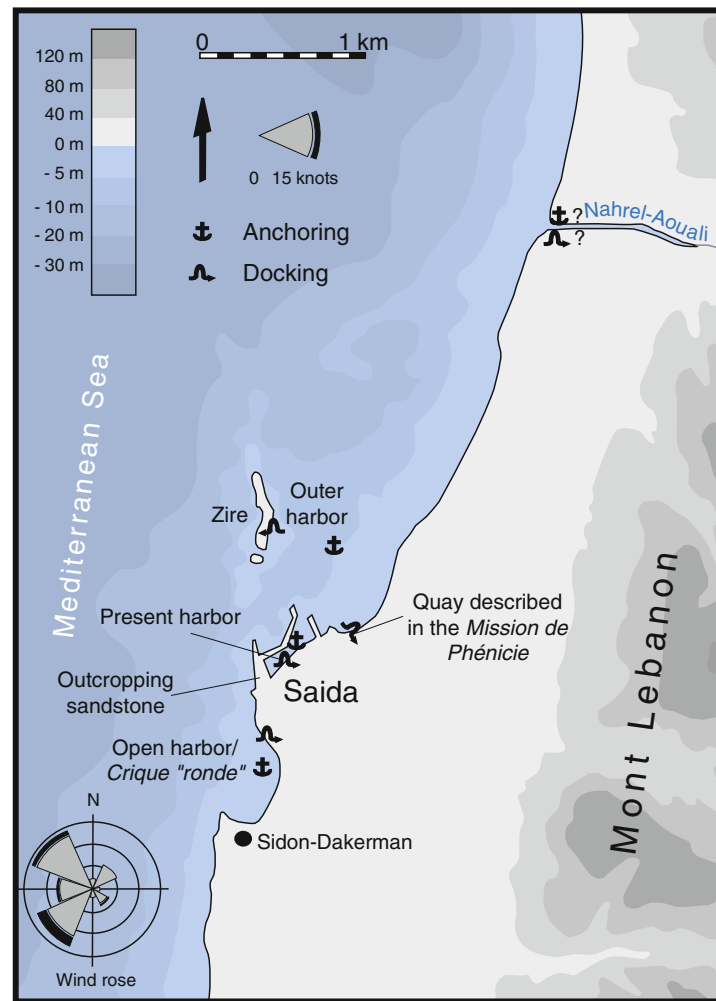 120 m
80 m
40 m
0 m
- 5 m
- 10 m
- 20 m
- 30 m
0 1 km
0 15 knots
Anchoring
Docking
? Nahrel-Aouali
?
Mediterranean Sea
Zire
Outer
harbor
Present harbor
Quay described
in the Mission de
Phénicie
Outcropping
sandstone
Saida
Open harbor/
Crique "ronde"
Mont Lebanon
Sidon-Dakerman
N
Wind rose